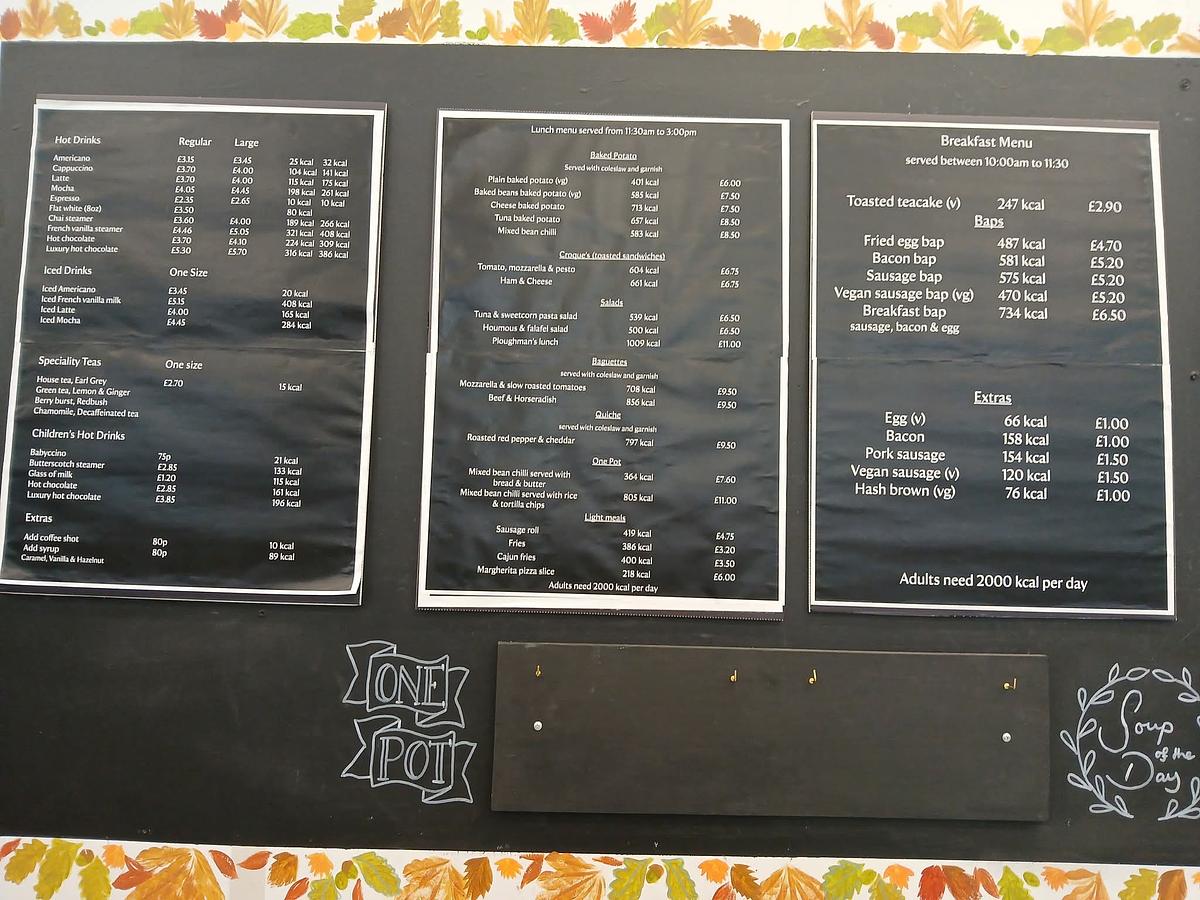 Hot Drinks Regular Large
Americano £3.15 £3.45 25 kcal 32 kcal
Cappuccino £3.70 £4.00 104 kcal 141 kcal
Latte £3.70 £4.00 115 kcal 175 kcal
Mocha £4.05 £4.45 198 kcal 261 kcal
Espresso £2.35 £2.65 10 kcal 10 kcal
Flat white (8oz) £3.50 80 kcal
Chai steamer £3.60 £4.00 189 kcal 266 kcal
French vanilla steamer £4.46 £5.05 321 kcal 408 kcal
Hot chocolate £3.70 £4.10 224 kcal 309 kcal
Luxury hot chocolate £5.30 £5.70 316 kcal 386 kcal
Iced Drinks One Size
Iced Americano £3.45 20 kcal
Iced French vanilla milk £5.15 408 kcal
Iced Latte £4.00 165 kcal
Iced Mocha £4.45 284 kcal
Speciality Teas One size
House tea, Earl Grey £2.70 15 kcal
Green tea, Lemon & Ginger
Berry burst, Redbush
Chamomile, Decaffeinated tea
Children's Hot Drinks
Babyccino 75p 21 kcal
Butterscotch steamer £2.85 133 kcal
Glass of milk £1.20 115 kcal
Hot chocolate £2.85 161 kcal
Luxury hot chocolate £3.85 196 kcal
Extras
Add coffee shot 80p 10 kcal
Add syrup 80p 89 kcal
Caramel, Vanilla & Hazelnut
Lunch menu served from 11:30am to 3:00pm
Baked Potato
Served with coleslaw and garnish
Plain baked potato (vg) 401 kcal £6.00
Baked beans baked potato (vg) 585 kcal £7.50
Cheese baked potato 713 kcal £7.50
Tuna baked potato 657 kcal £8.50
Mixed bean chilli 583 kcal £8.50
Croque's (toasted sandwiches)
Tomato, mozzarella & pesto 604 kcal £6.75
Ham & Cheese 661 kcal £6.75
Salads
Tuna & sweetcorn pasta salad 539 kcal £6.50
Houmous & falafel salad 500 kcal £6.50
Ploughman's lunch 1009 kcal £11.00
Baguettes
served with coleslaw and garnish
Mozzarella & slow roasted tomatoes 708 kcal £9.50
Beef & Horseradish 856 kcal £9.50
Quiche
served with coleslaw and garnish
Roasted red pepper & cheddar 797 kcal £9.50
One Pot
Mixed bean chilli served with 364 kcal £7.60
bread & butter
Mixed bean chilli served with rice 805 kcal £11.00
& tortilla chips
Light meals
Sausage roll 419 kcal £4.75
Fries 386 kcal £3.20
Cajun fries 400 kcal £3.50
Margherita pizza slice 218 kcal £6.00
Adults need 2000 kcal per day
Breakfast Menu
served between 10:00am to 11:30
Toasted teacake (v) 247 kcal £2.90
Baps
Fried egg bap 487 kcal £4.70
Bacon bap 581 kcal £5.20
Sausage bap 575 kcal £5.20
Vegan sausage bap (vg) 470 kcal £5.20
Breakfast bap 734 kcal £6.50
sausage, bacon & egg
Extras
Egg (v) 66 kcal £1.00
Bacon 158 kcal £1.00
Pork sausage 154 kcal £1.50
Vegan sausage (v) 120 kcal £1.50
Hash brown (vg) 76 kcal £1.00
Adults need 2000 kcal per day
ONE
POT
Soup
of the
Day